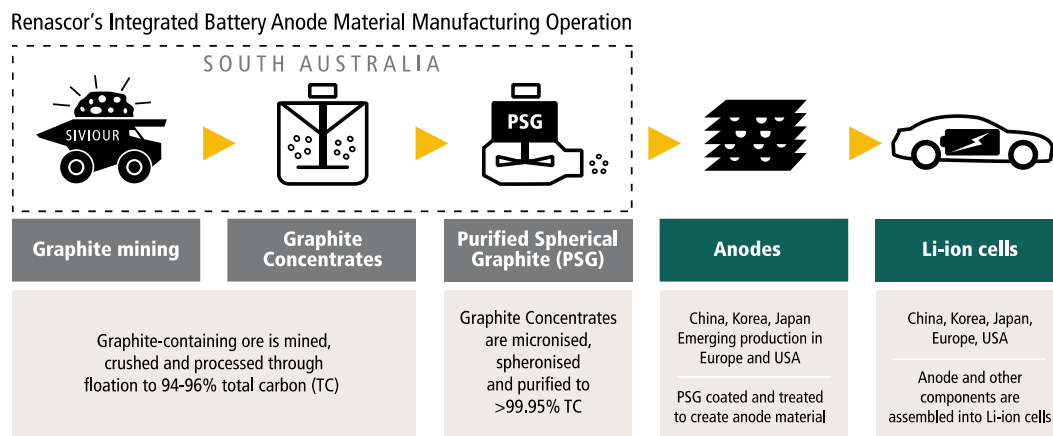 Renascor's Integrated Battery Anode Material Manufacturing Operation
SOUTH AUSTRALIA
SIVIOUR
PSG
Graphite mining
Graphite
Concentrates
Purified Spherical
Graphite (PSG)
Anodes
Li-ion cells
Graphite-containing ore is mined,
crushed and processed through
floation to 94-96% total carbon (TC)
Graphite Concentrates
are micronised,
spheronised
and purified to
>99.95% TC
China, Korea, Japan
Emerging production in
Europe and USA
PSG coated and treated
to create anode material
China, Korea, Japan,
Europe, USA
Anode and other
components are
assembled into Li-ion cells